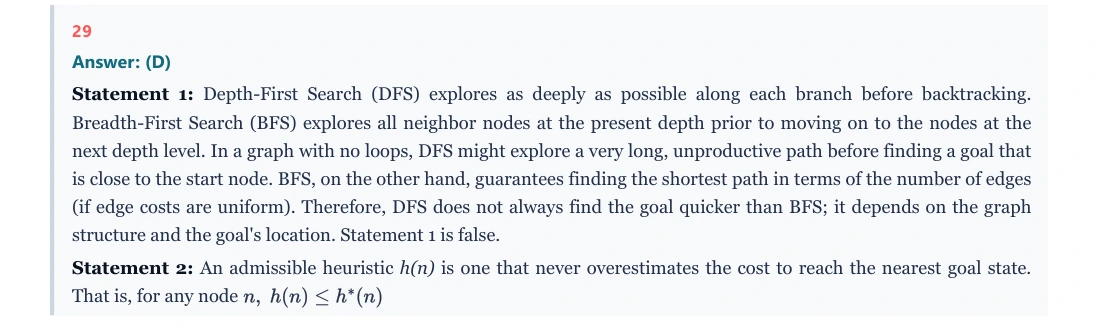 29
Answer: (D)
Statement 1: Depth-First Search (DFS) explores as deeply as possible along each branch before backtracking.
Breadth-First Search (BFS) explores all neighbor nodes at the present depth prior to moving on to the nodes at the
next depth level. In a graph with no loops, DFS might explore a very long, unproductive path before finding a goal that
is close to the start node. BFS, on the other hand, guarantees finding the shortest path in terms of the number of edges
(if edge costs are uniform). Therefore, DFS does not always find the goal quicker than BFS; it depends on the graph
structure and the goal's location. Statement 1 is false.
Statement 2: An admissible heuristic h(n) is one that never overestimates the cost to reach the nearest goal state.
That is, for any node n, h(n) ≤ h*(n)